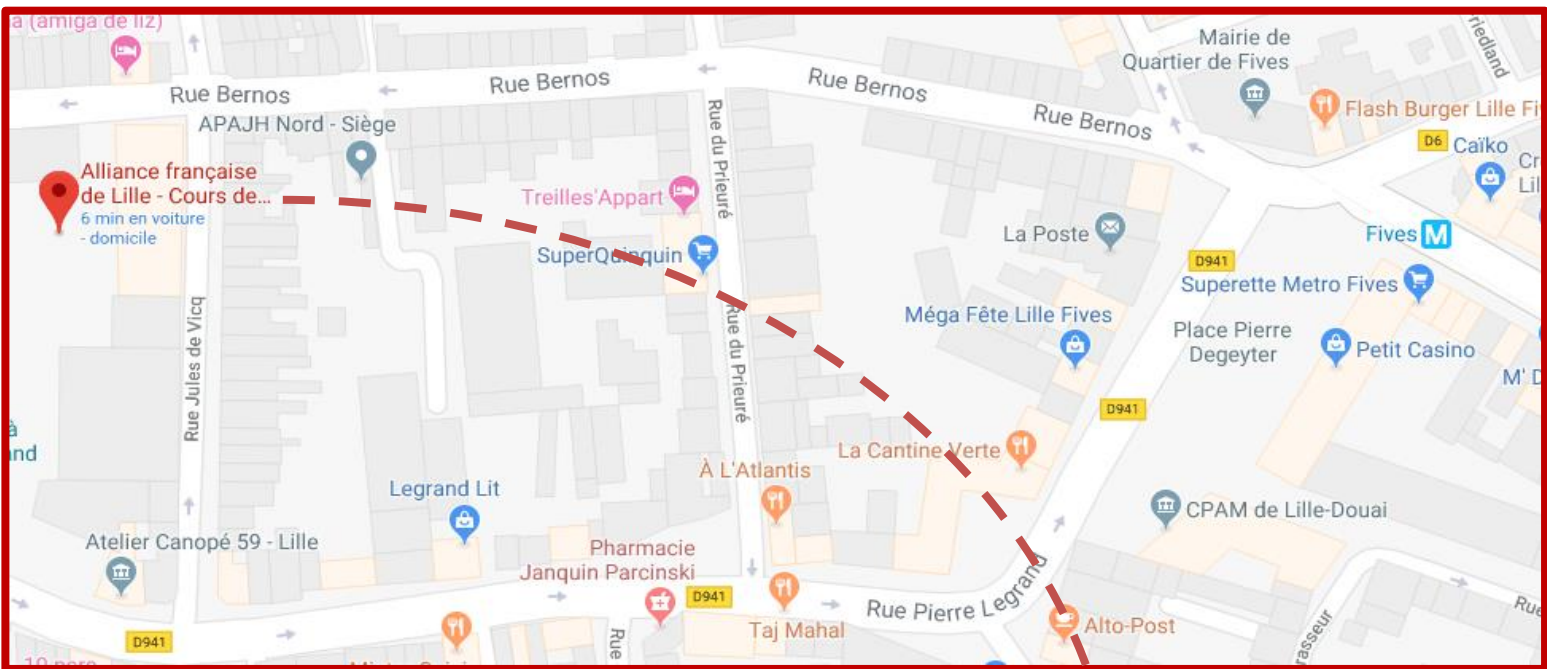 a (amiga de liz)
Rue Bernos
Rue Bernos
Rue Bernos
Rue Bernos
Mairie de
Quartier de Fives
Friedland
Flash Burger Lille
D6
Caïko
APAJH Nord - Siège
Alliance française
de Lille - Cours de...
6 min en voiture
- domicile
Treilles'Appart
Rue du Prieuré
La Poste
Fives M
SuperQuinquin
D941
Superette Metro Fives
Rue Jules de Vicq
Rue du Prieuré
Méga Fête Lille Fives
Place Pierre
Degeyter
Petit Casino
D941
La Cantine Verte
À L'Atlantis
Legrand Lit
CPAM de Lille-Douai
Atelier Canopé 59 - Lille
Pharmacie
Janquin Parcinski
D941
Rue Pierre Legrand
Taj Mahal
Alto-Post
D941
Rue
Rue